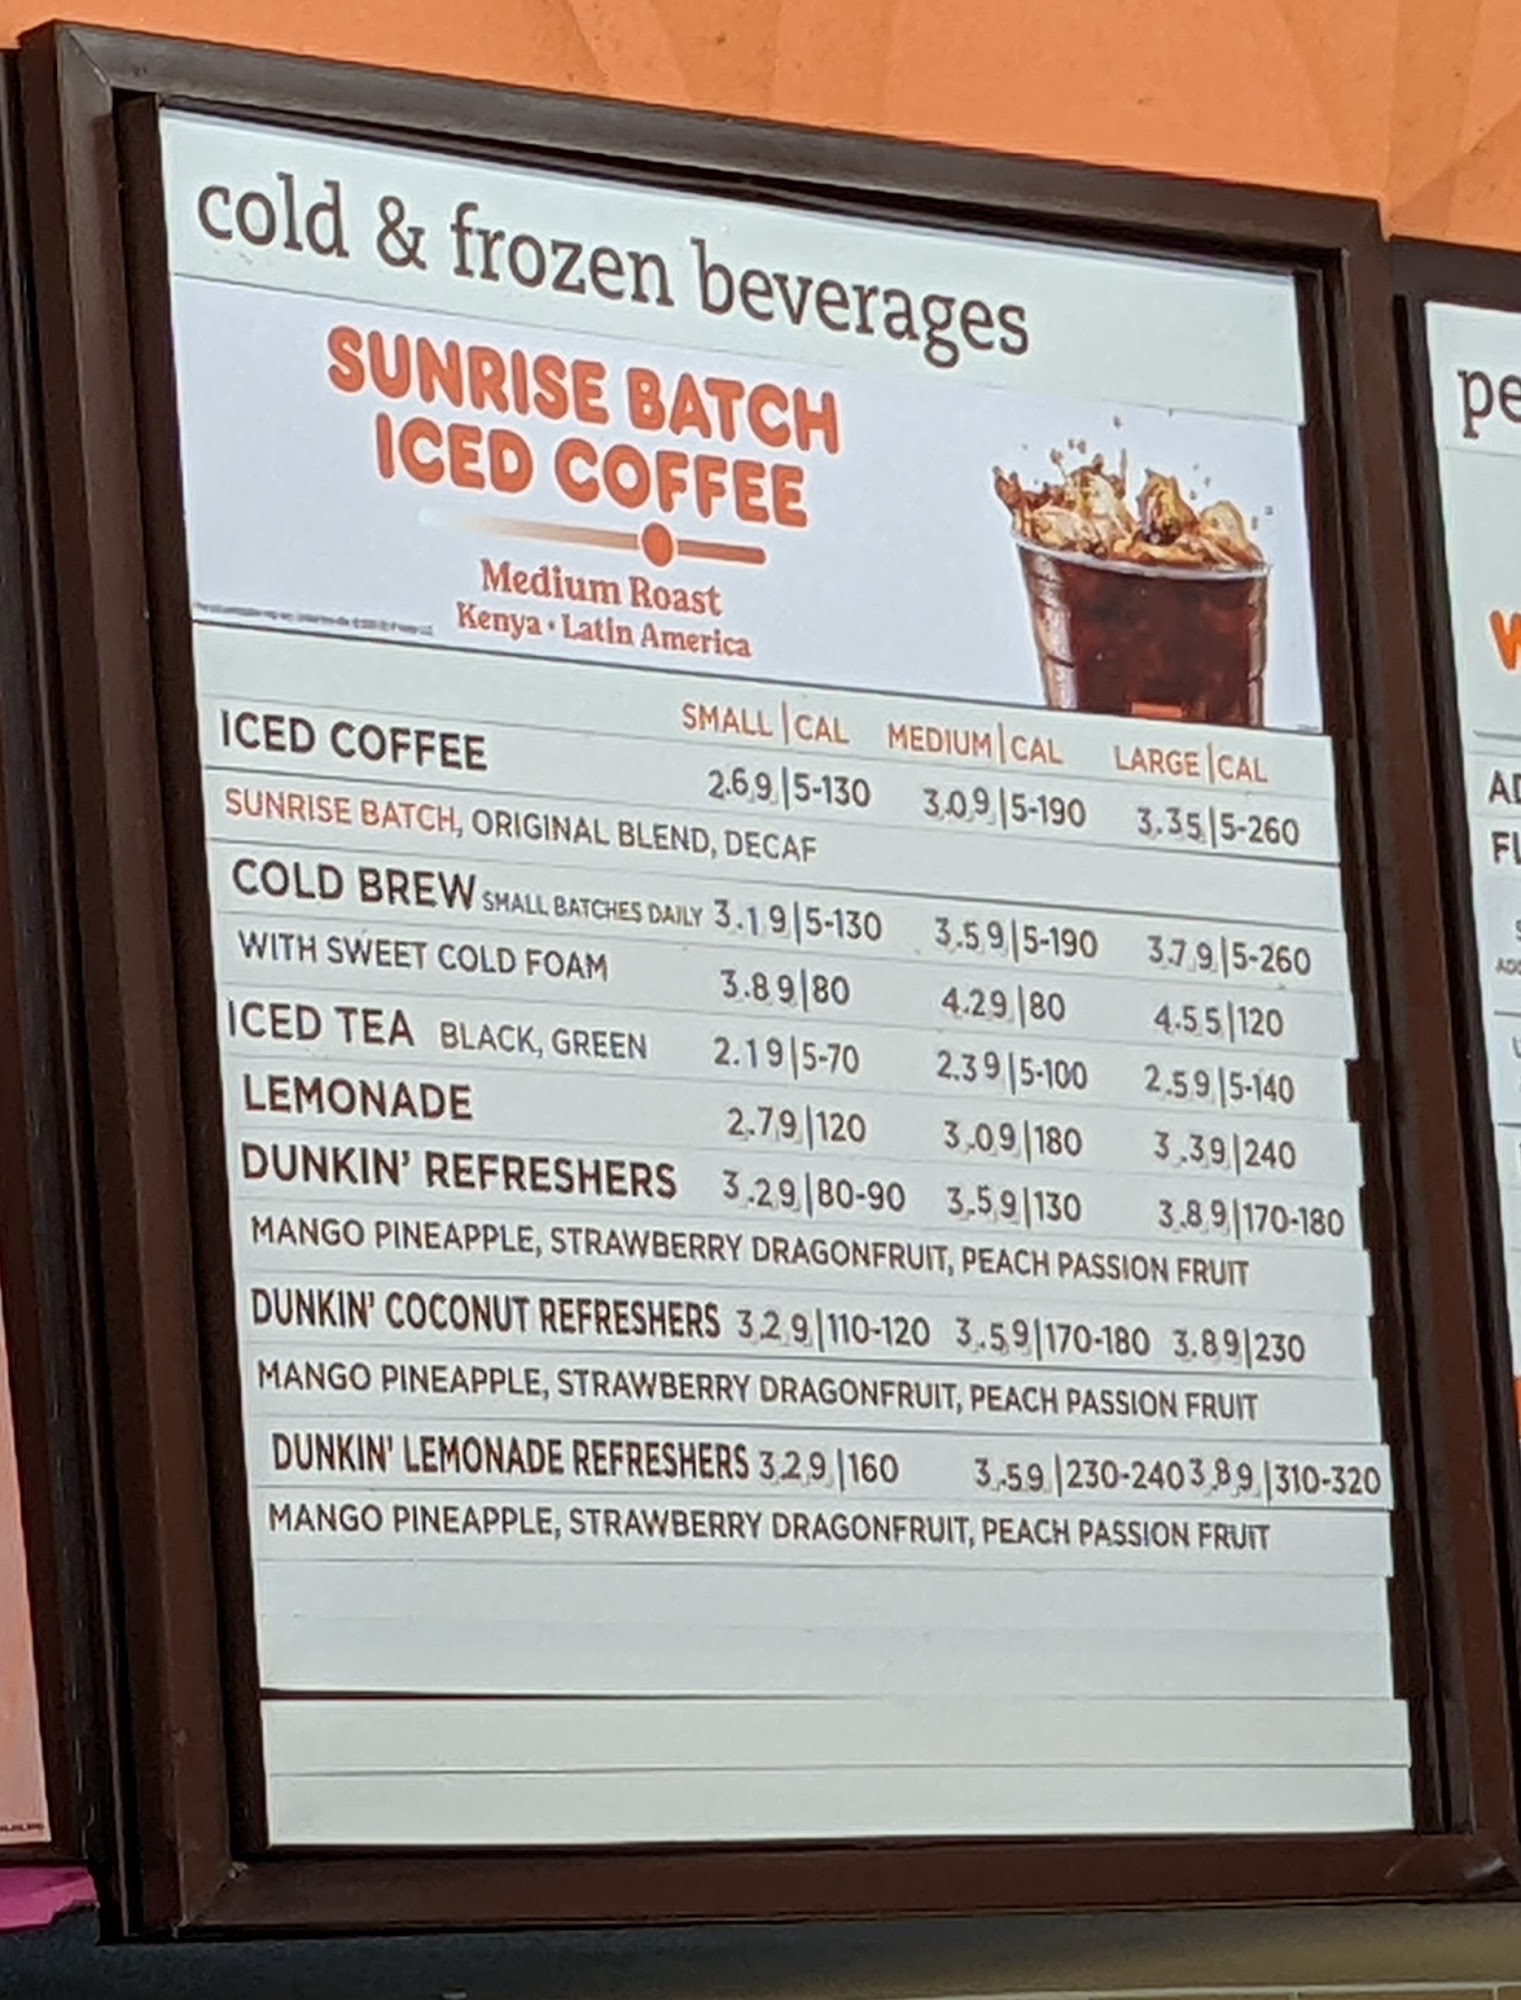 cold & frozen beverages
SUNRISE BATCH
ICED COFFEE
Medium Roast
Kenya · Latin America
SMALL|CAL MEDIUM|CAL LARGE|CAL
ICED COFFEE 2.69|5-130 3.09|5-190 3.35|5-260
SUNRISE BATCH, ORIGINAL BLEND, DECAF
COLD BREW SMALL BATCHES DAILY 3.19|5-130 3.59|5-190 3.79|5-260
WITH SWEET COLD FOAM 3.89|80 4.29|80 4.55|120
ICED TEA BLACK, GREEN 2.19|5-70 2.39|5-100 2.59|5-140
LEMONADE 2.79|120 3.09|180 3.39|240
DUNKIN' REFRESHERS 3.29|80-90 3.59|130 3.89|170-180
MANGO PINEAPPLE, STRAWBERRY DRAGONFRUIT, PEACH PASSION FRUIT
DUNKIN' COCONUT REFRESHERS 3.29|110-120 3.59|170-180 3.89|230
MANGO PINEAPPLE, STRAWBERRY DRAGONFRUIT, PEACH PASSION FRUIT
DUNKIN' LEMONADE REFRESHERS 3.29|160 3.59|230-240 3.89|310-320
MANGO PINEAPPLE, STRAWBERRY DRAGONFRUIT, PEACH PASSION FRUIT